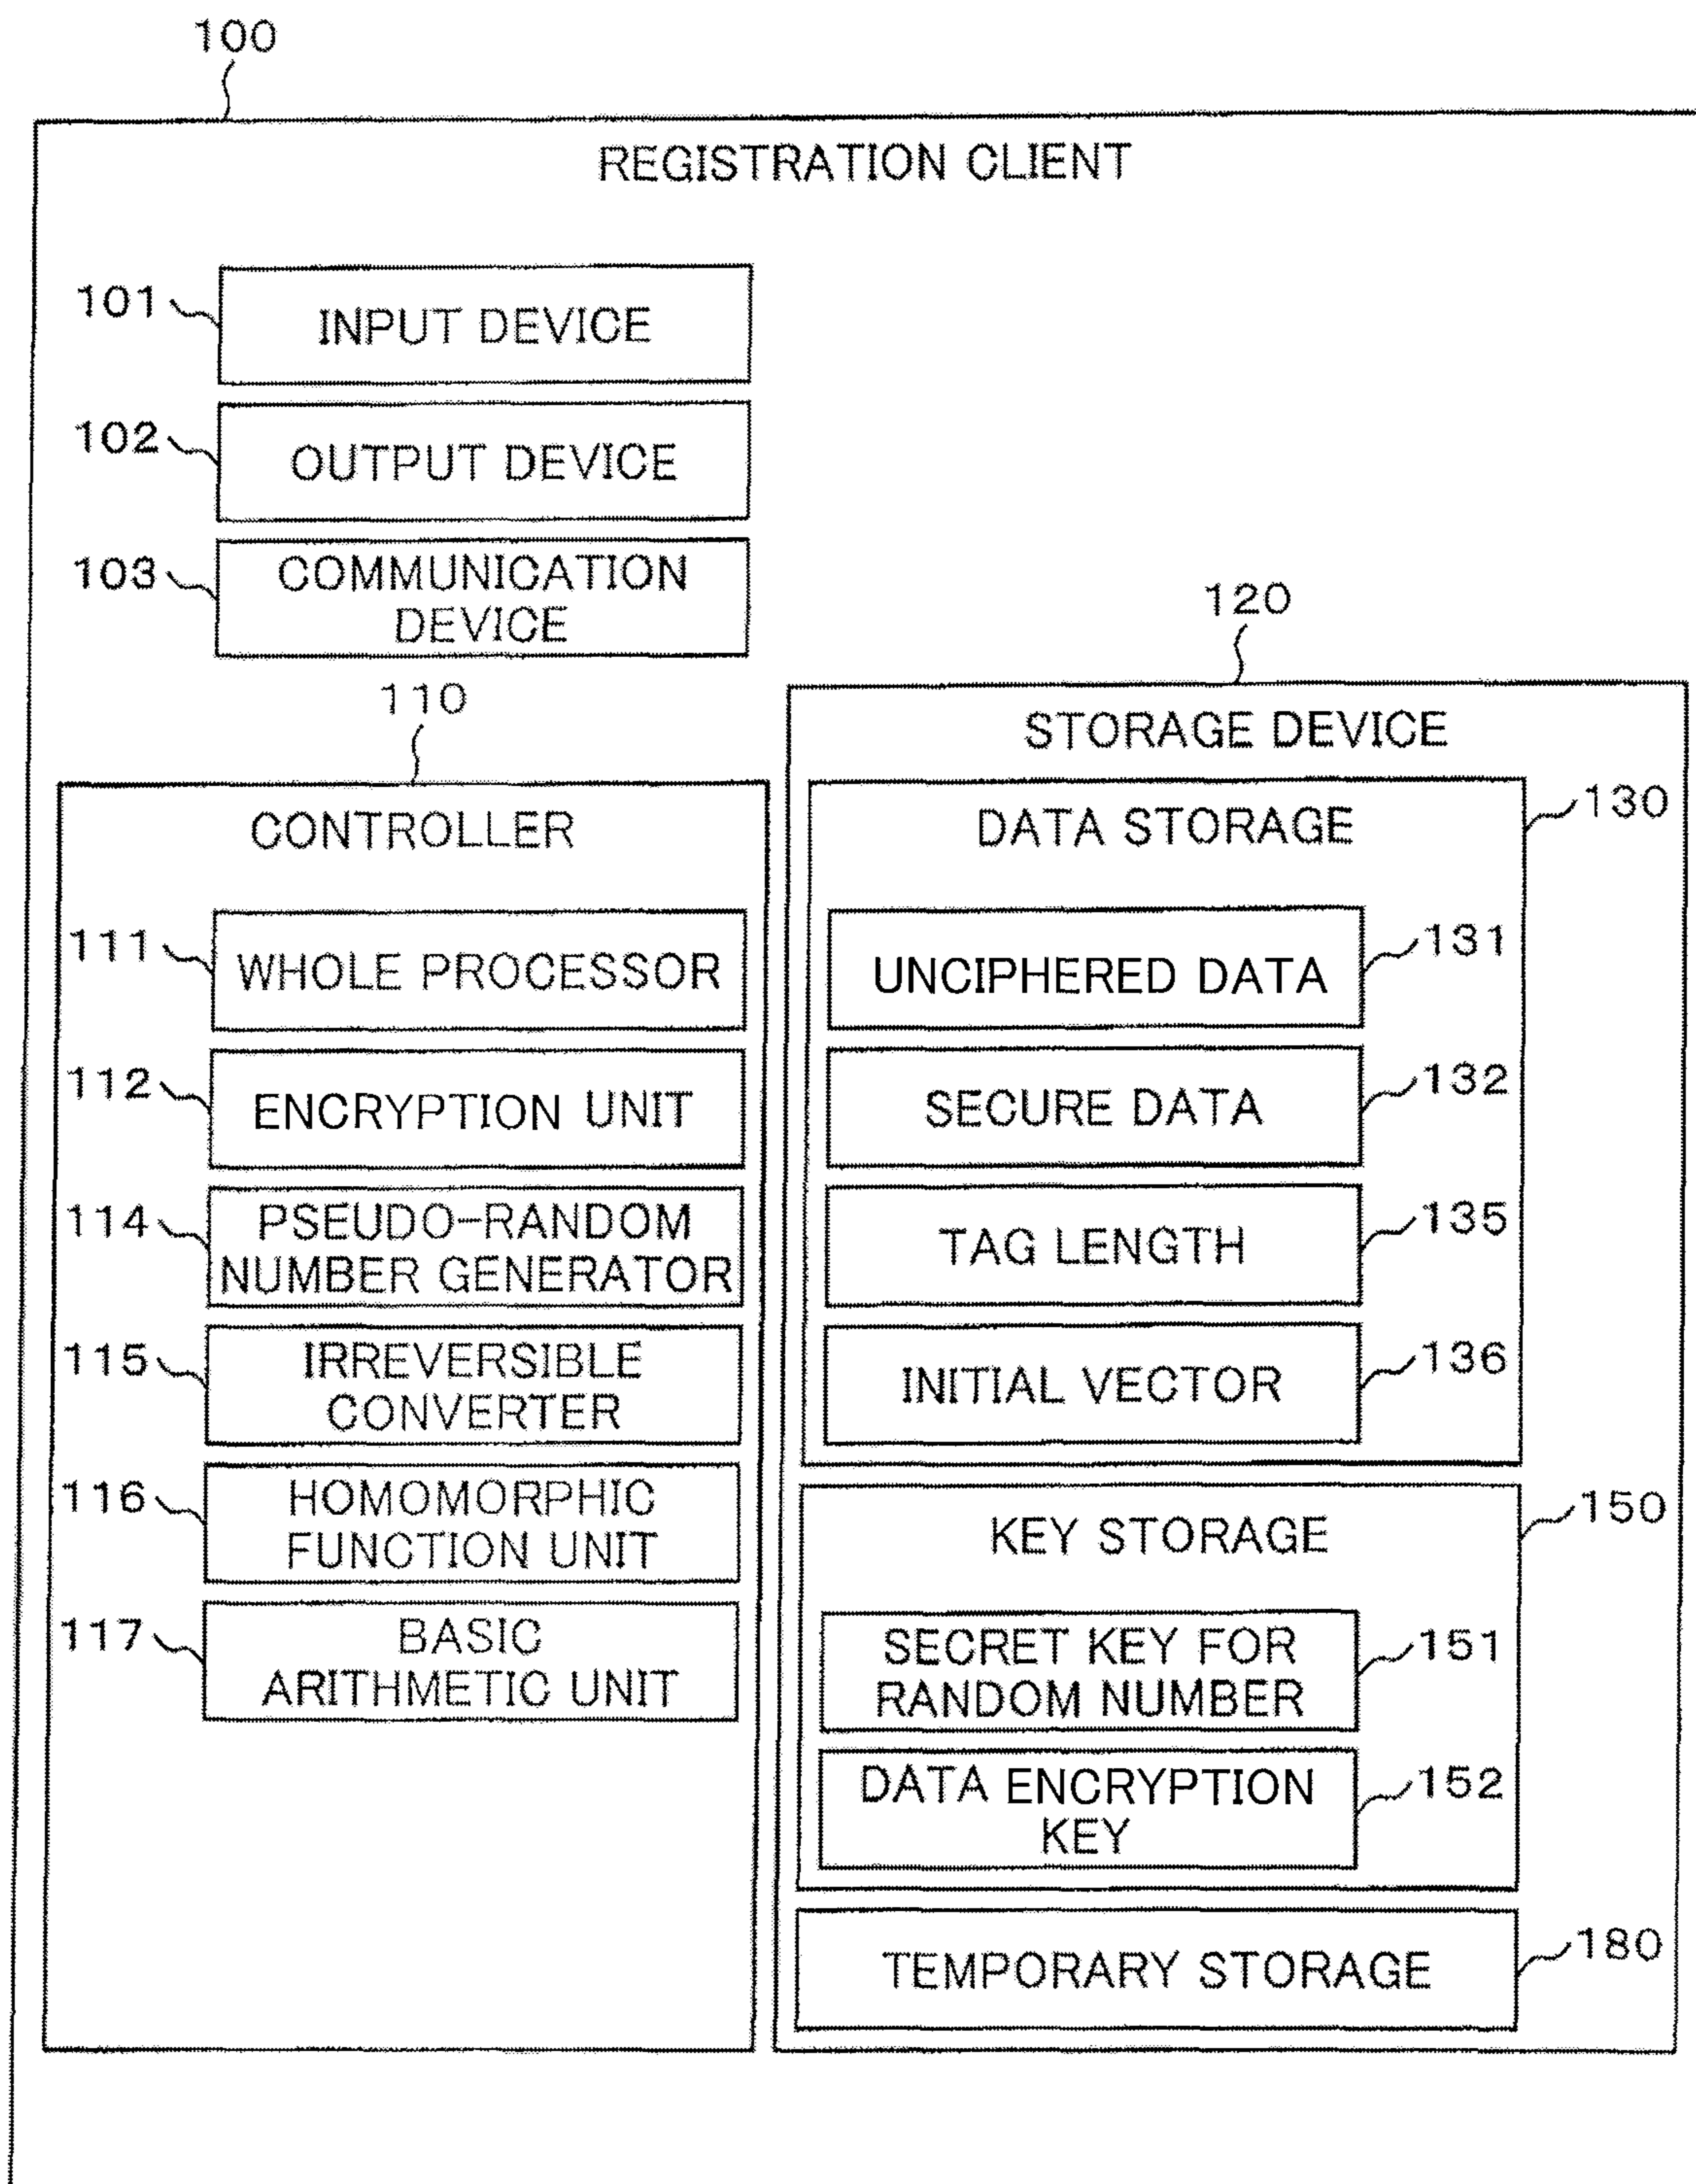 100
REGISTRATION CLIENT
101
INPUT DEVICE
102
OUTPUT DEVICE
103
COMMUNICATION
DEVICE
110
CONTROLLER
111
WHOLE PROCESSOR
112
ENCRYPTION UNIT
114
PSEUDO-RANDOM
NUMBER GENERATOR
115
IRREVERSIBLE
CONVERTER
116
HOMOMORPHIC
FUNCTION UNIT
117
BASIC
ARITHMETIC UNIT
120
STORAGE DEVICE
130
DATA STORAGE
131
UNCIPHERED DATA
132
SECURE DATA
135
TAG LENGTH
136
INITIAL VECTOR
150
KEY STORAGE
151
SECRET KEY FOR
RANDOM NUMBER
152
DATA ENCRYPTION
KEY
180
TEMPORARY STORAGE